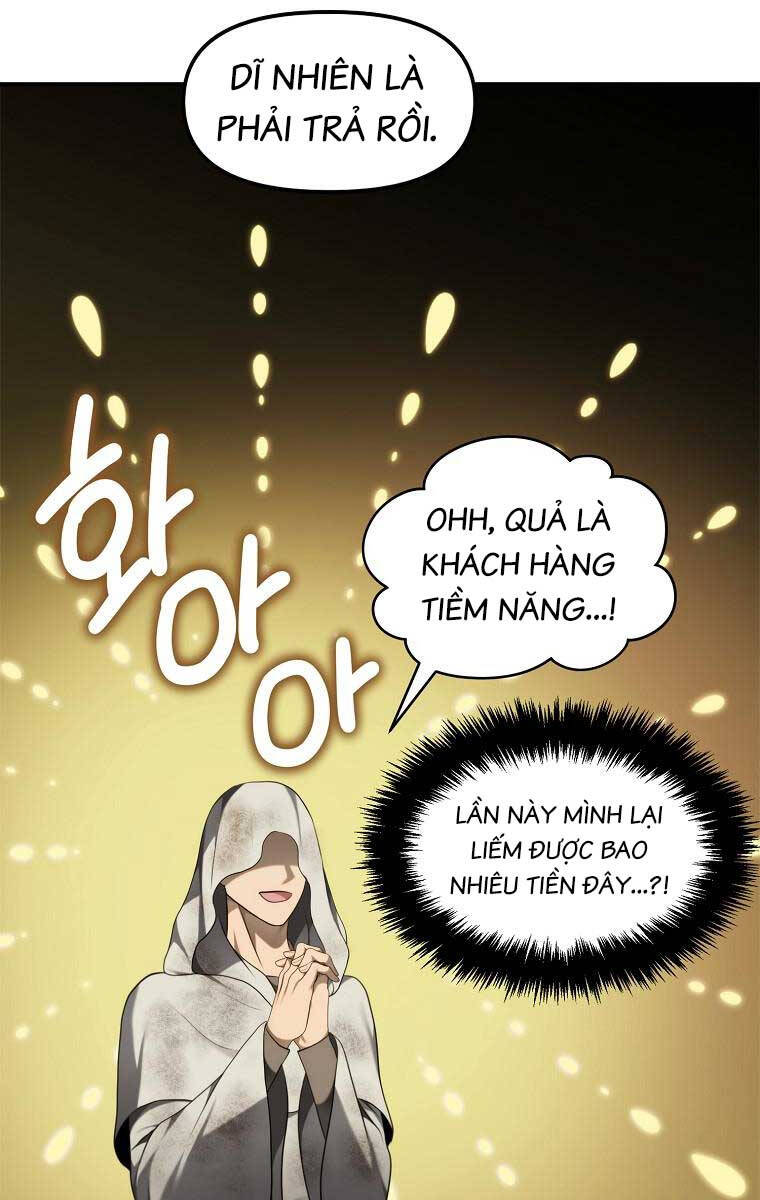 DĨ NHIÊN LÀ
PHẢI TRẢ RỒI.
화아아
OHH, QUẢ LÀ
KHÁCH HÀNG
TIỀM NĂNG...!
LẦN NÀY MÌNH LẠI
LIẾM ĐƯỢC BAO
NHIÊU TIỀN ĐÂY...?!